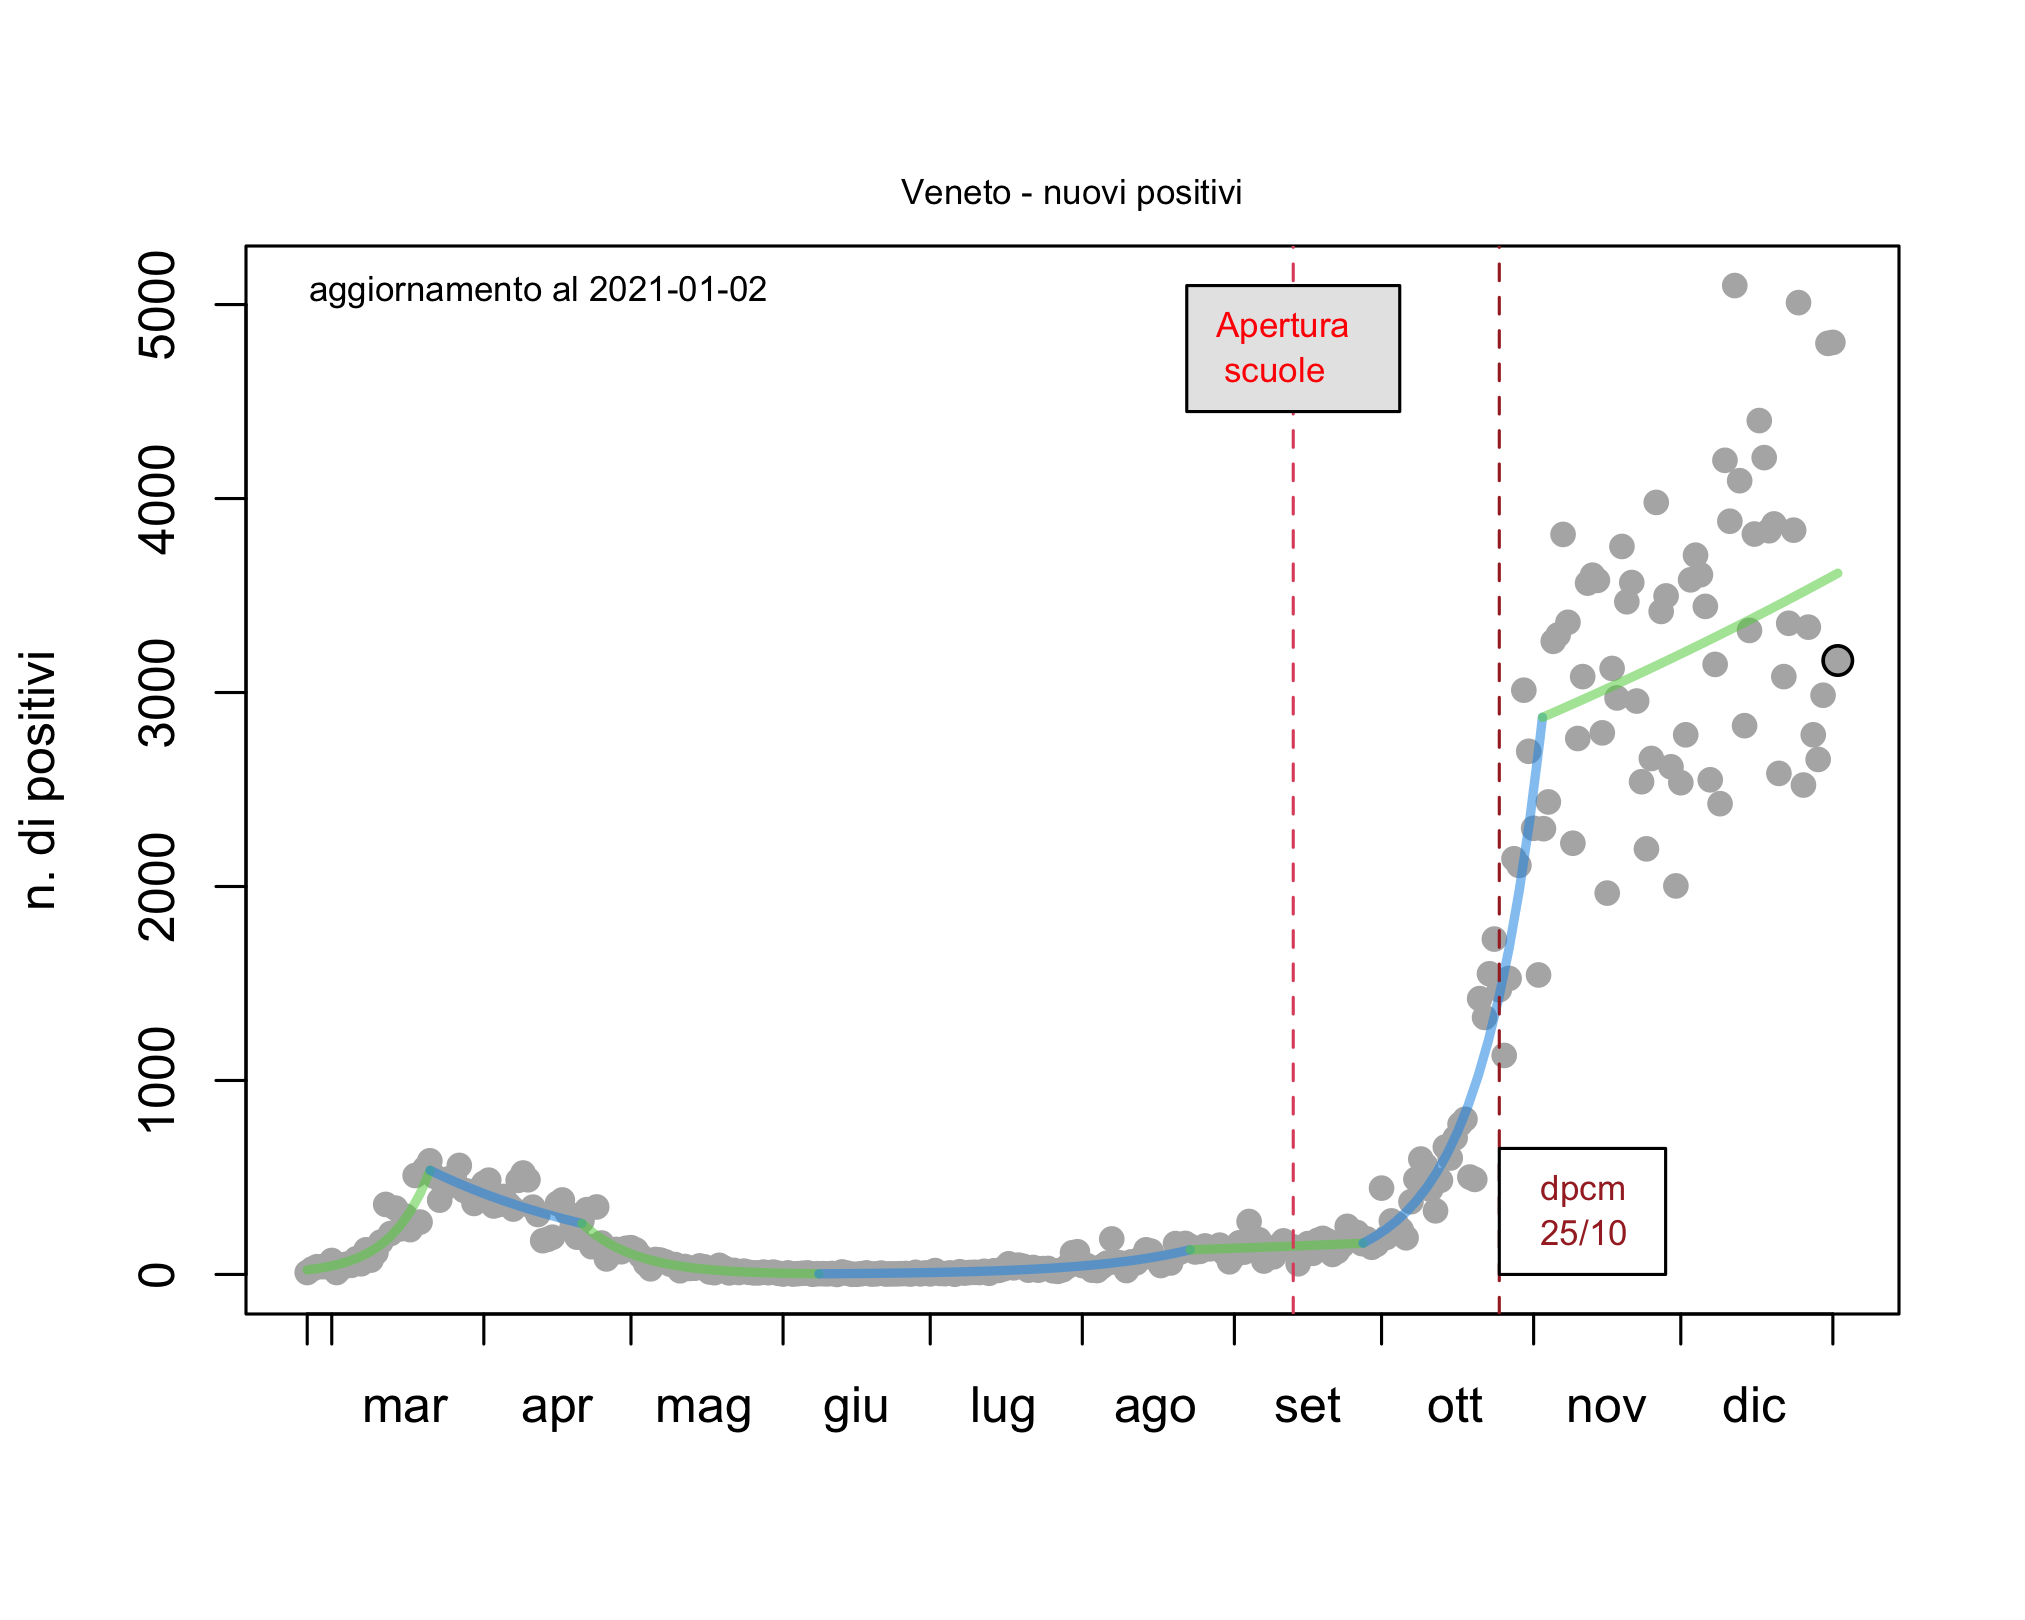 Veneto - nuovi positivi
aggiornamento al 2021-01-02
Apertura
scuole
n. di positivi
5000
4000
3000
2000
1000
0
dpcm
25/10
mar apr mag giu lug ago set ott nov dic